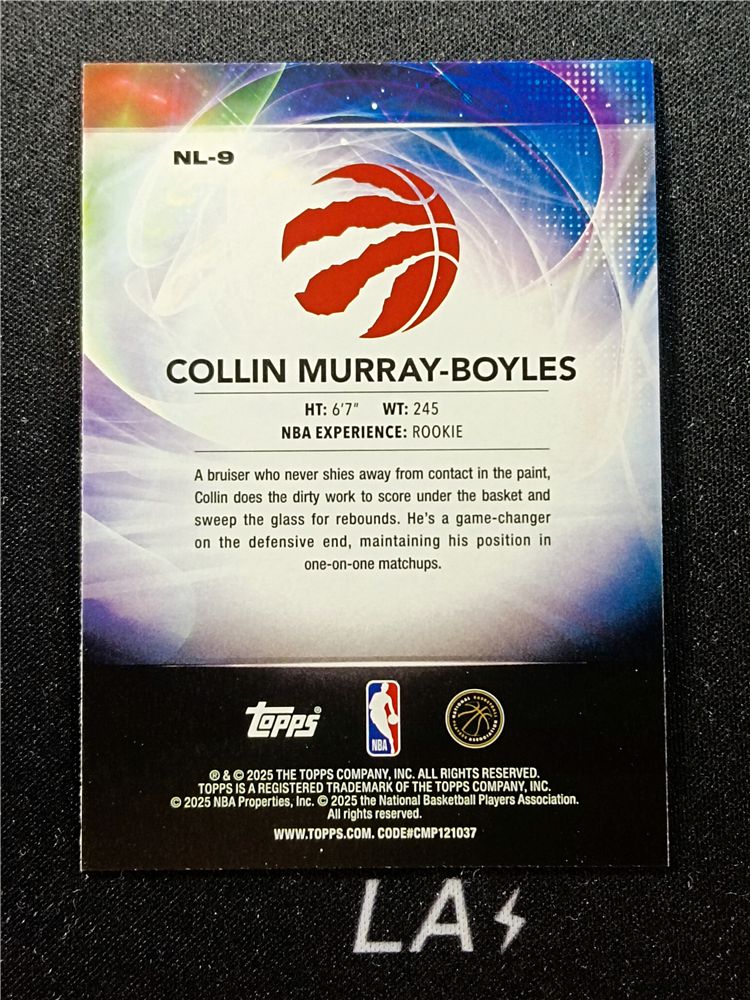 NL-9
COLLIN MURRAY-BOYLES
HT: 6'7" WT: 245
NBA EXPERIENCE: ROOKIE
A bruiser who never shies away from contact in the paint,
Collin does the dirty work to score under the basket and
sweep the glass for rebounds. He's a game-changer
on the defensive end, maintaining his position in
one-on-one matchups.
Topps®
NBA
® & © 2025 THE TOPPS COMPANY, INC. ALL RIGHTS RESERVED.
TOPPS IS A REGISTERED TRADEMARK OF THE TOPPS COMPANY, INC.
© 2025 NBA Properties, Inc. © 2025 the National Basketball Players Association.
All rights reserved.
WWW.TOPPS.COM. CODE#CMP121037
LA